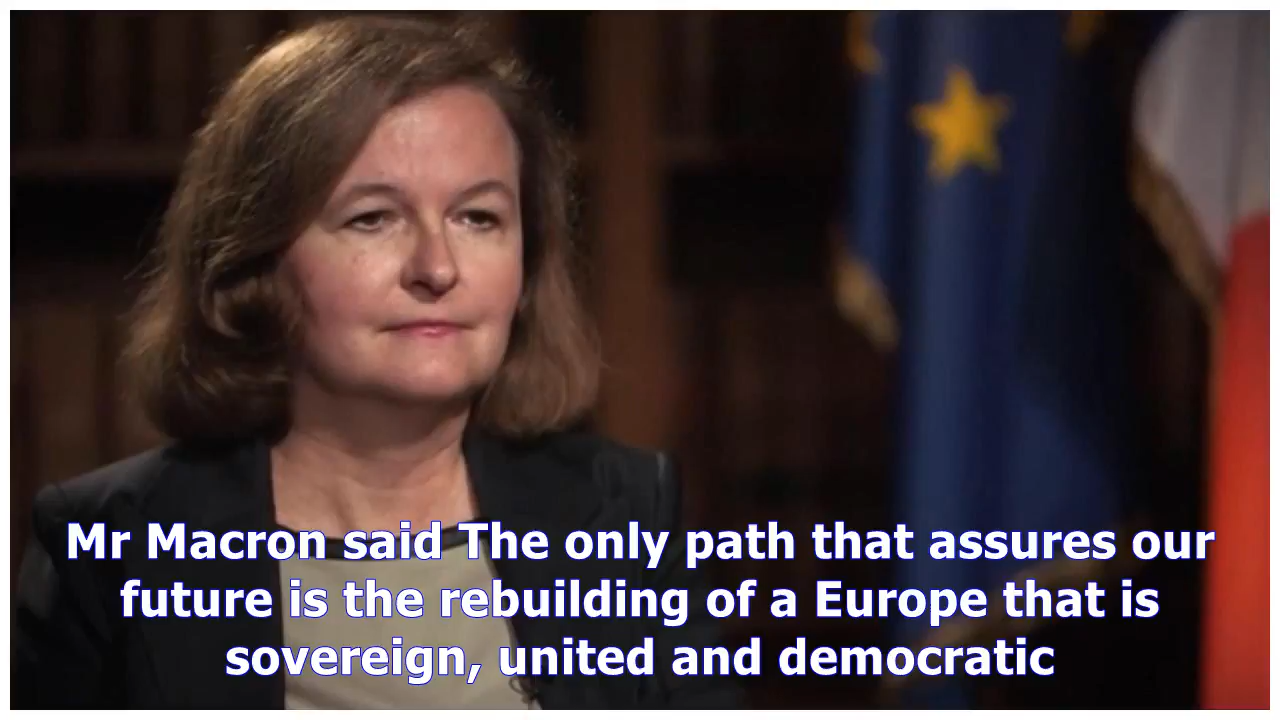 Mr Macron said The only path that assures our
future is the rebuilding of a Europe that is
sovereign, united and democratic